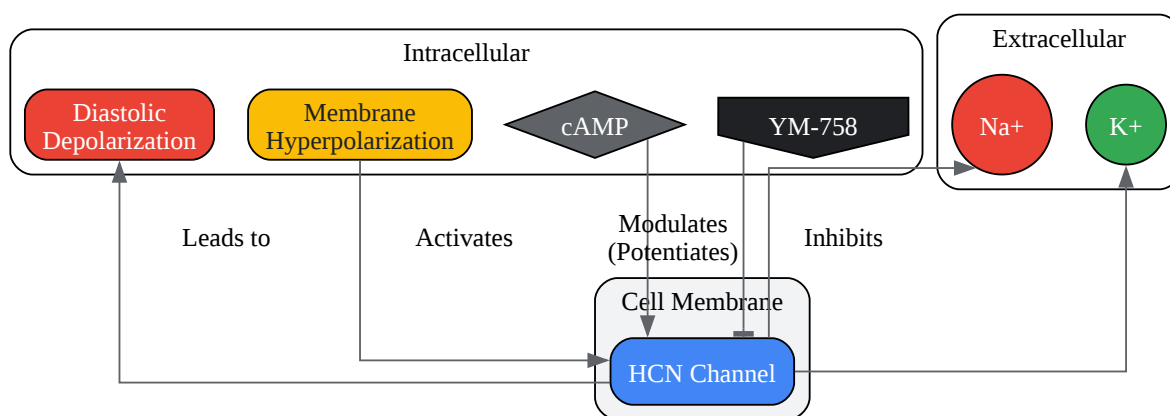 Intracellular
Extracellular
Diastolic
Depolarization
Membrane
Hyperpolarization
cAMP
YM-758
Na+
K+
Leads to
Activates
Modulates
(Potentiates)
Inhibits
Cell Membrane
HCN Channel